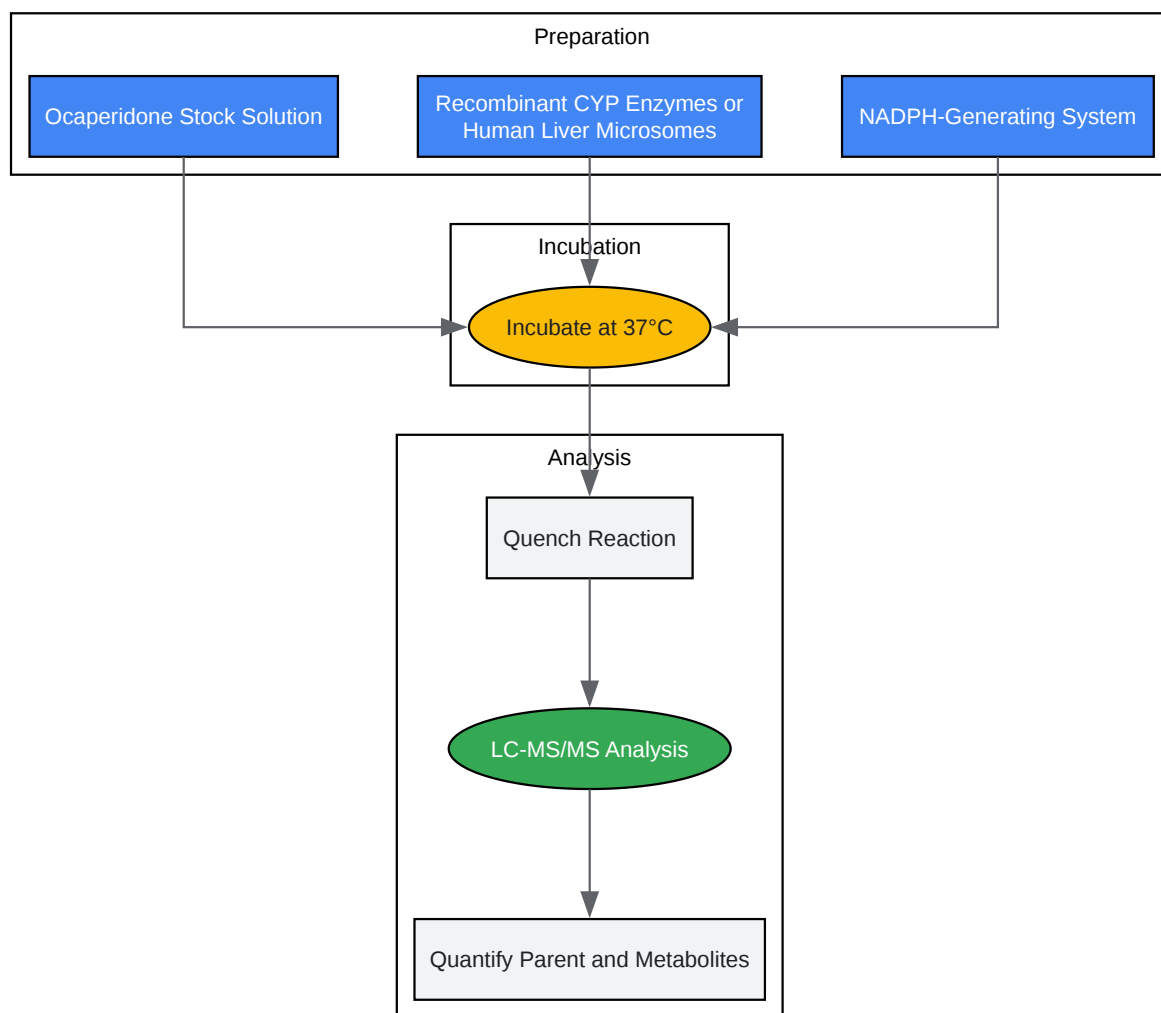 Preparation
Ocaperidone Stock Solution
Recombinant CYP Enzymes or
Human Liver Microsomes
NADPH-Generating System
Incubation
Incubate at 37°C
Analysis
Quench Reaction
LC-MS/MS Analysis
Quantify Parent and Metabolites